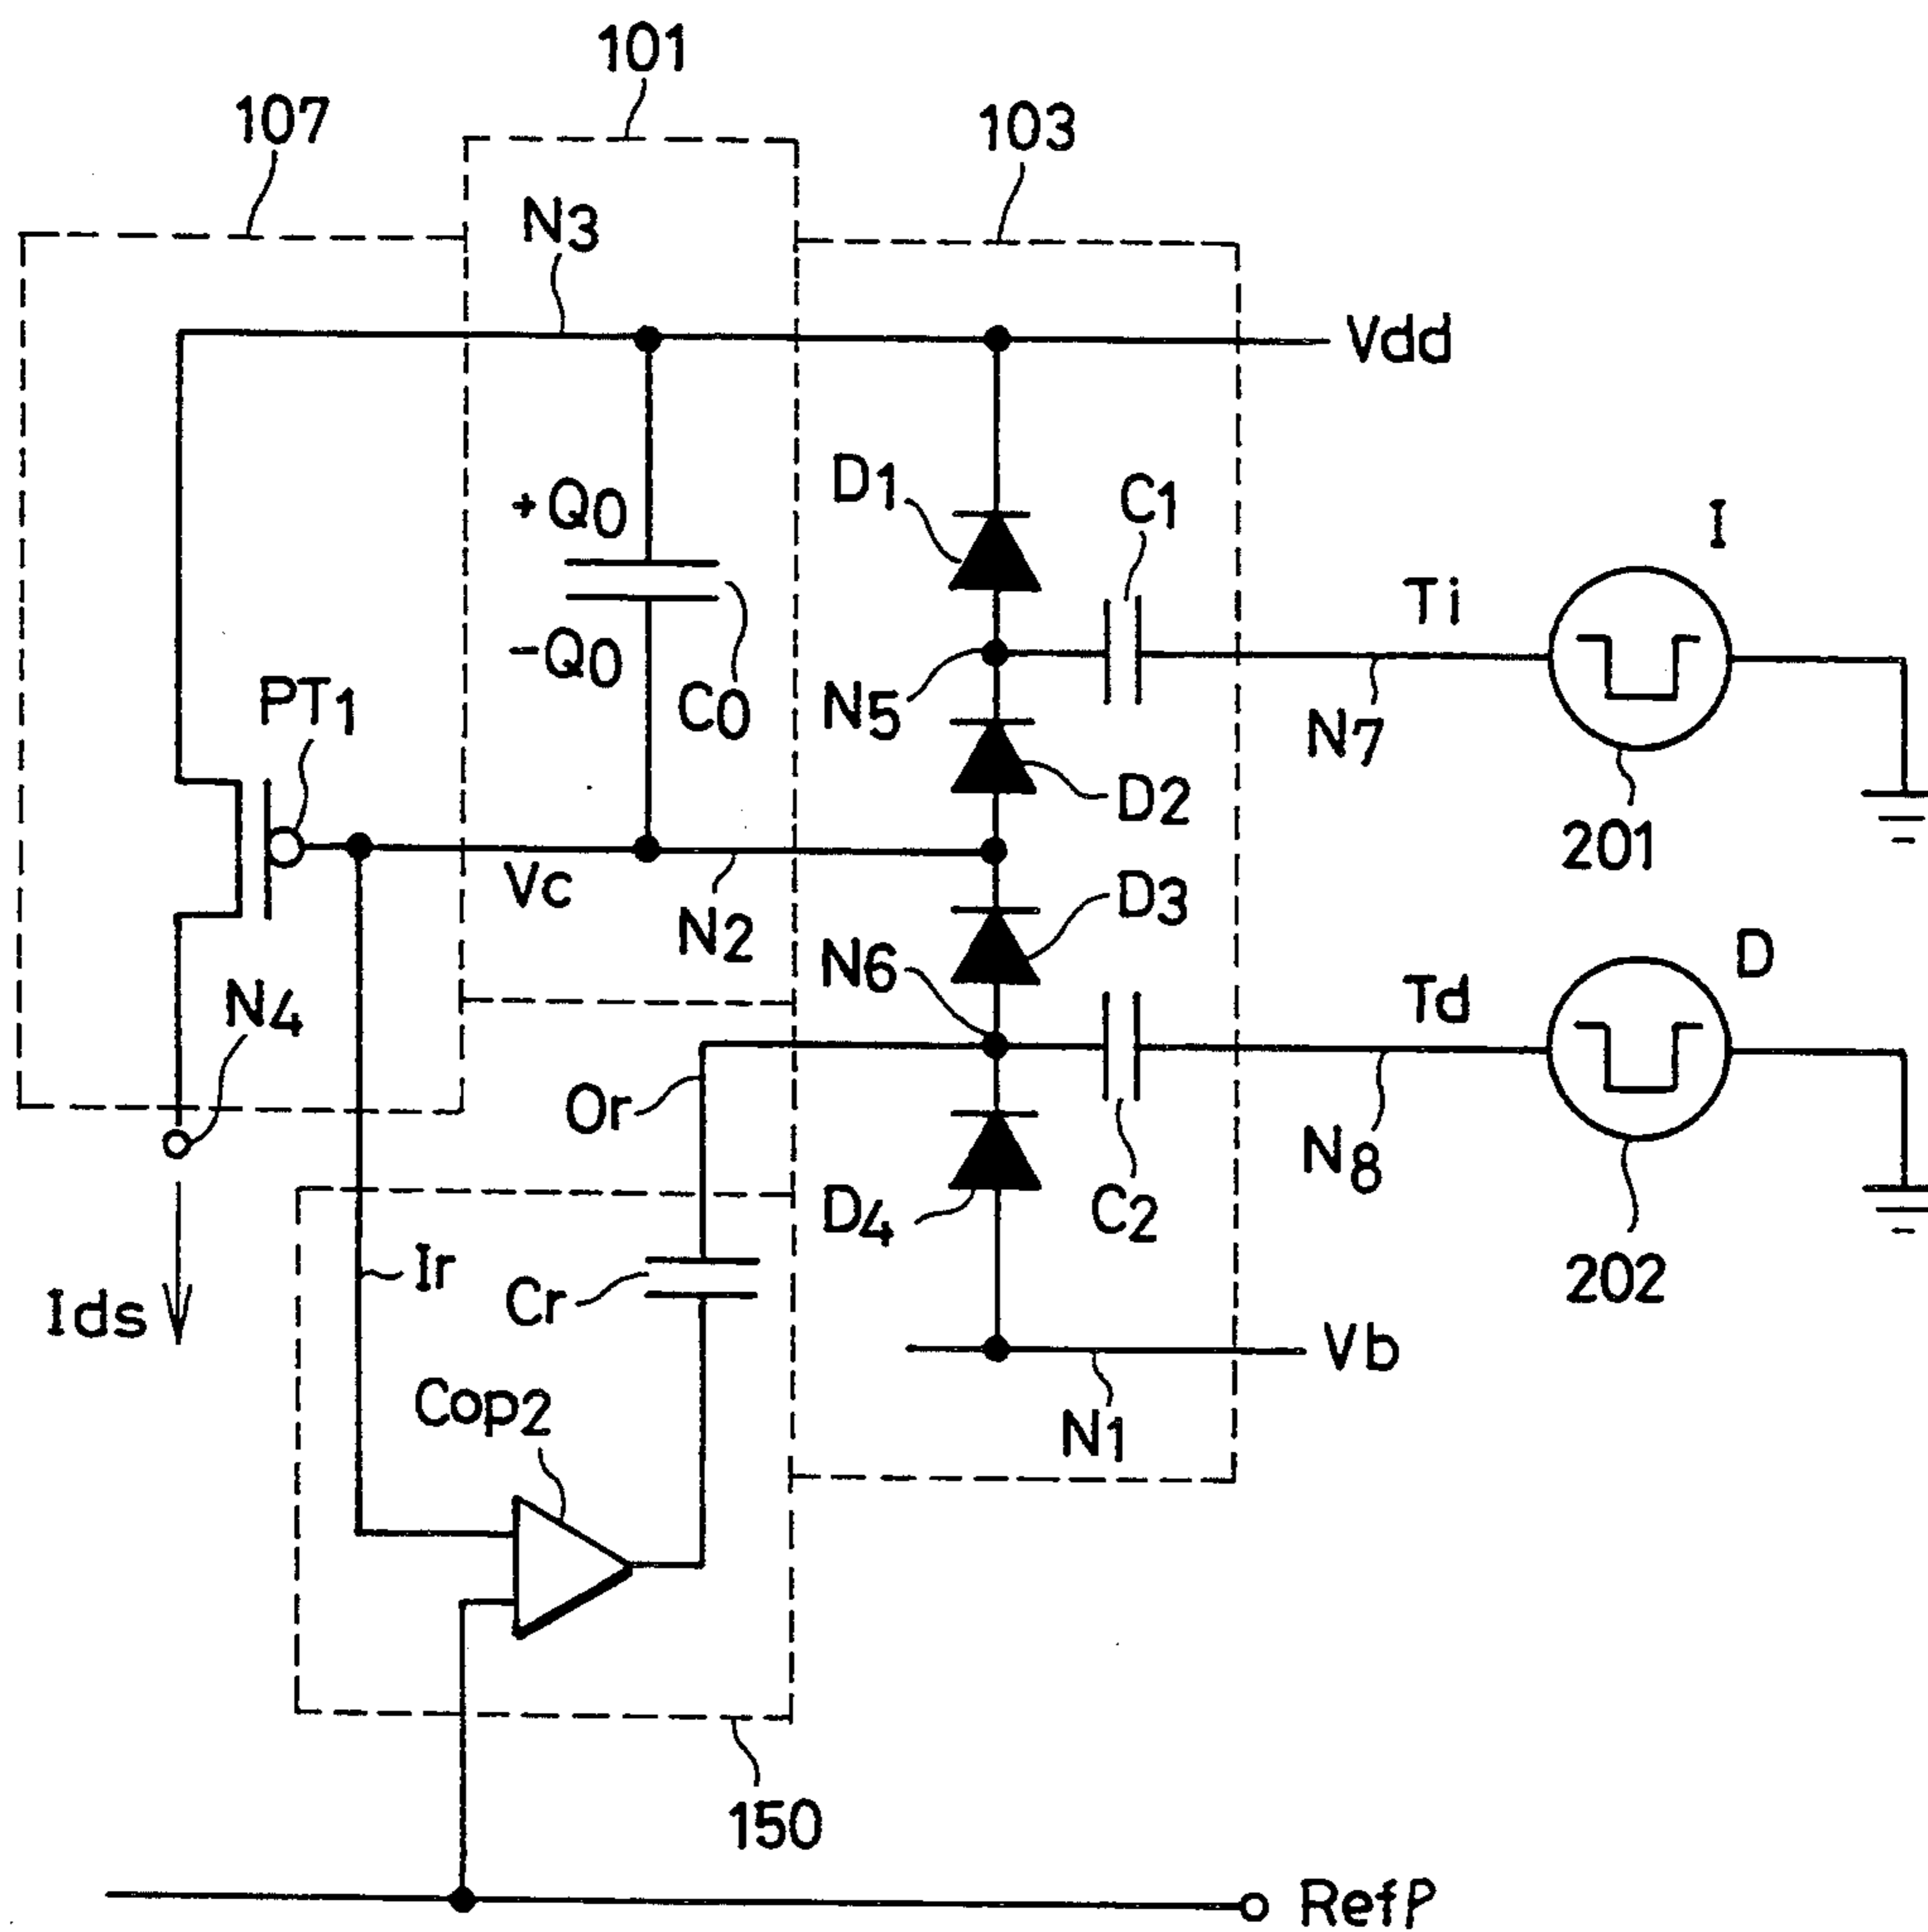 101
107
103
N3
Vdd
D1
C1
I
+Q0
Ti
-Q0
PT1
C0
N5
N7
D2
201
Vc
D3
N2
N6
D
N4
Td
Or
N8
D4
C2
Ir
Cr
202
Ids
Vb
Cop2
N1
150
RefP